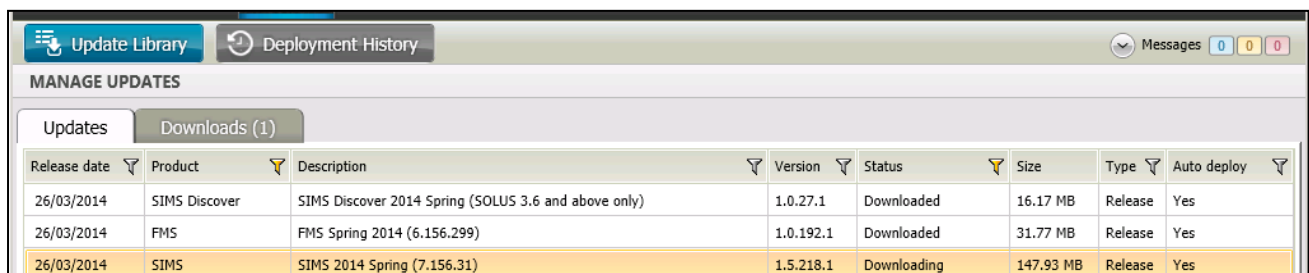 Update Library Deployment History Messages 0 0 0
MANAGE UPDATES
Updates Downloads (1)
Release date Product Description Version Status Size Type Auto deploy
26/03/2014 SIMS Discover SIMS Discover 2014 Spring (SOLUS 3.6 and above only) 1.0.27.1 Downloaded 16.17 MB Release Yes
26/03/2014 FMS FMS Spring 2014 (6.156.299) 1.0.192.1 Downloaded 31.77 MB Release Yes
26/03/2014 SIMS SIMS 2014 Spring (7.156.31) 1.5.218.1 Downloading 147.93 MB Release Yes